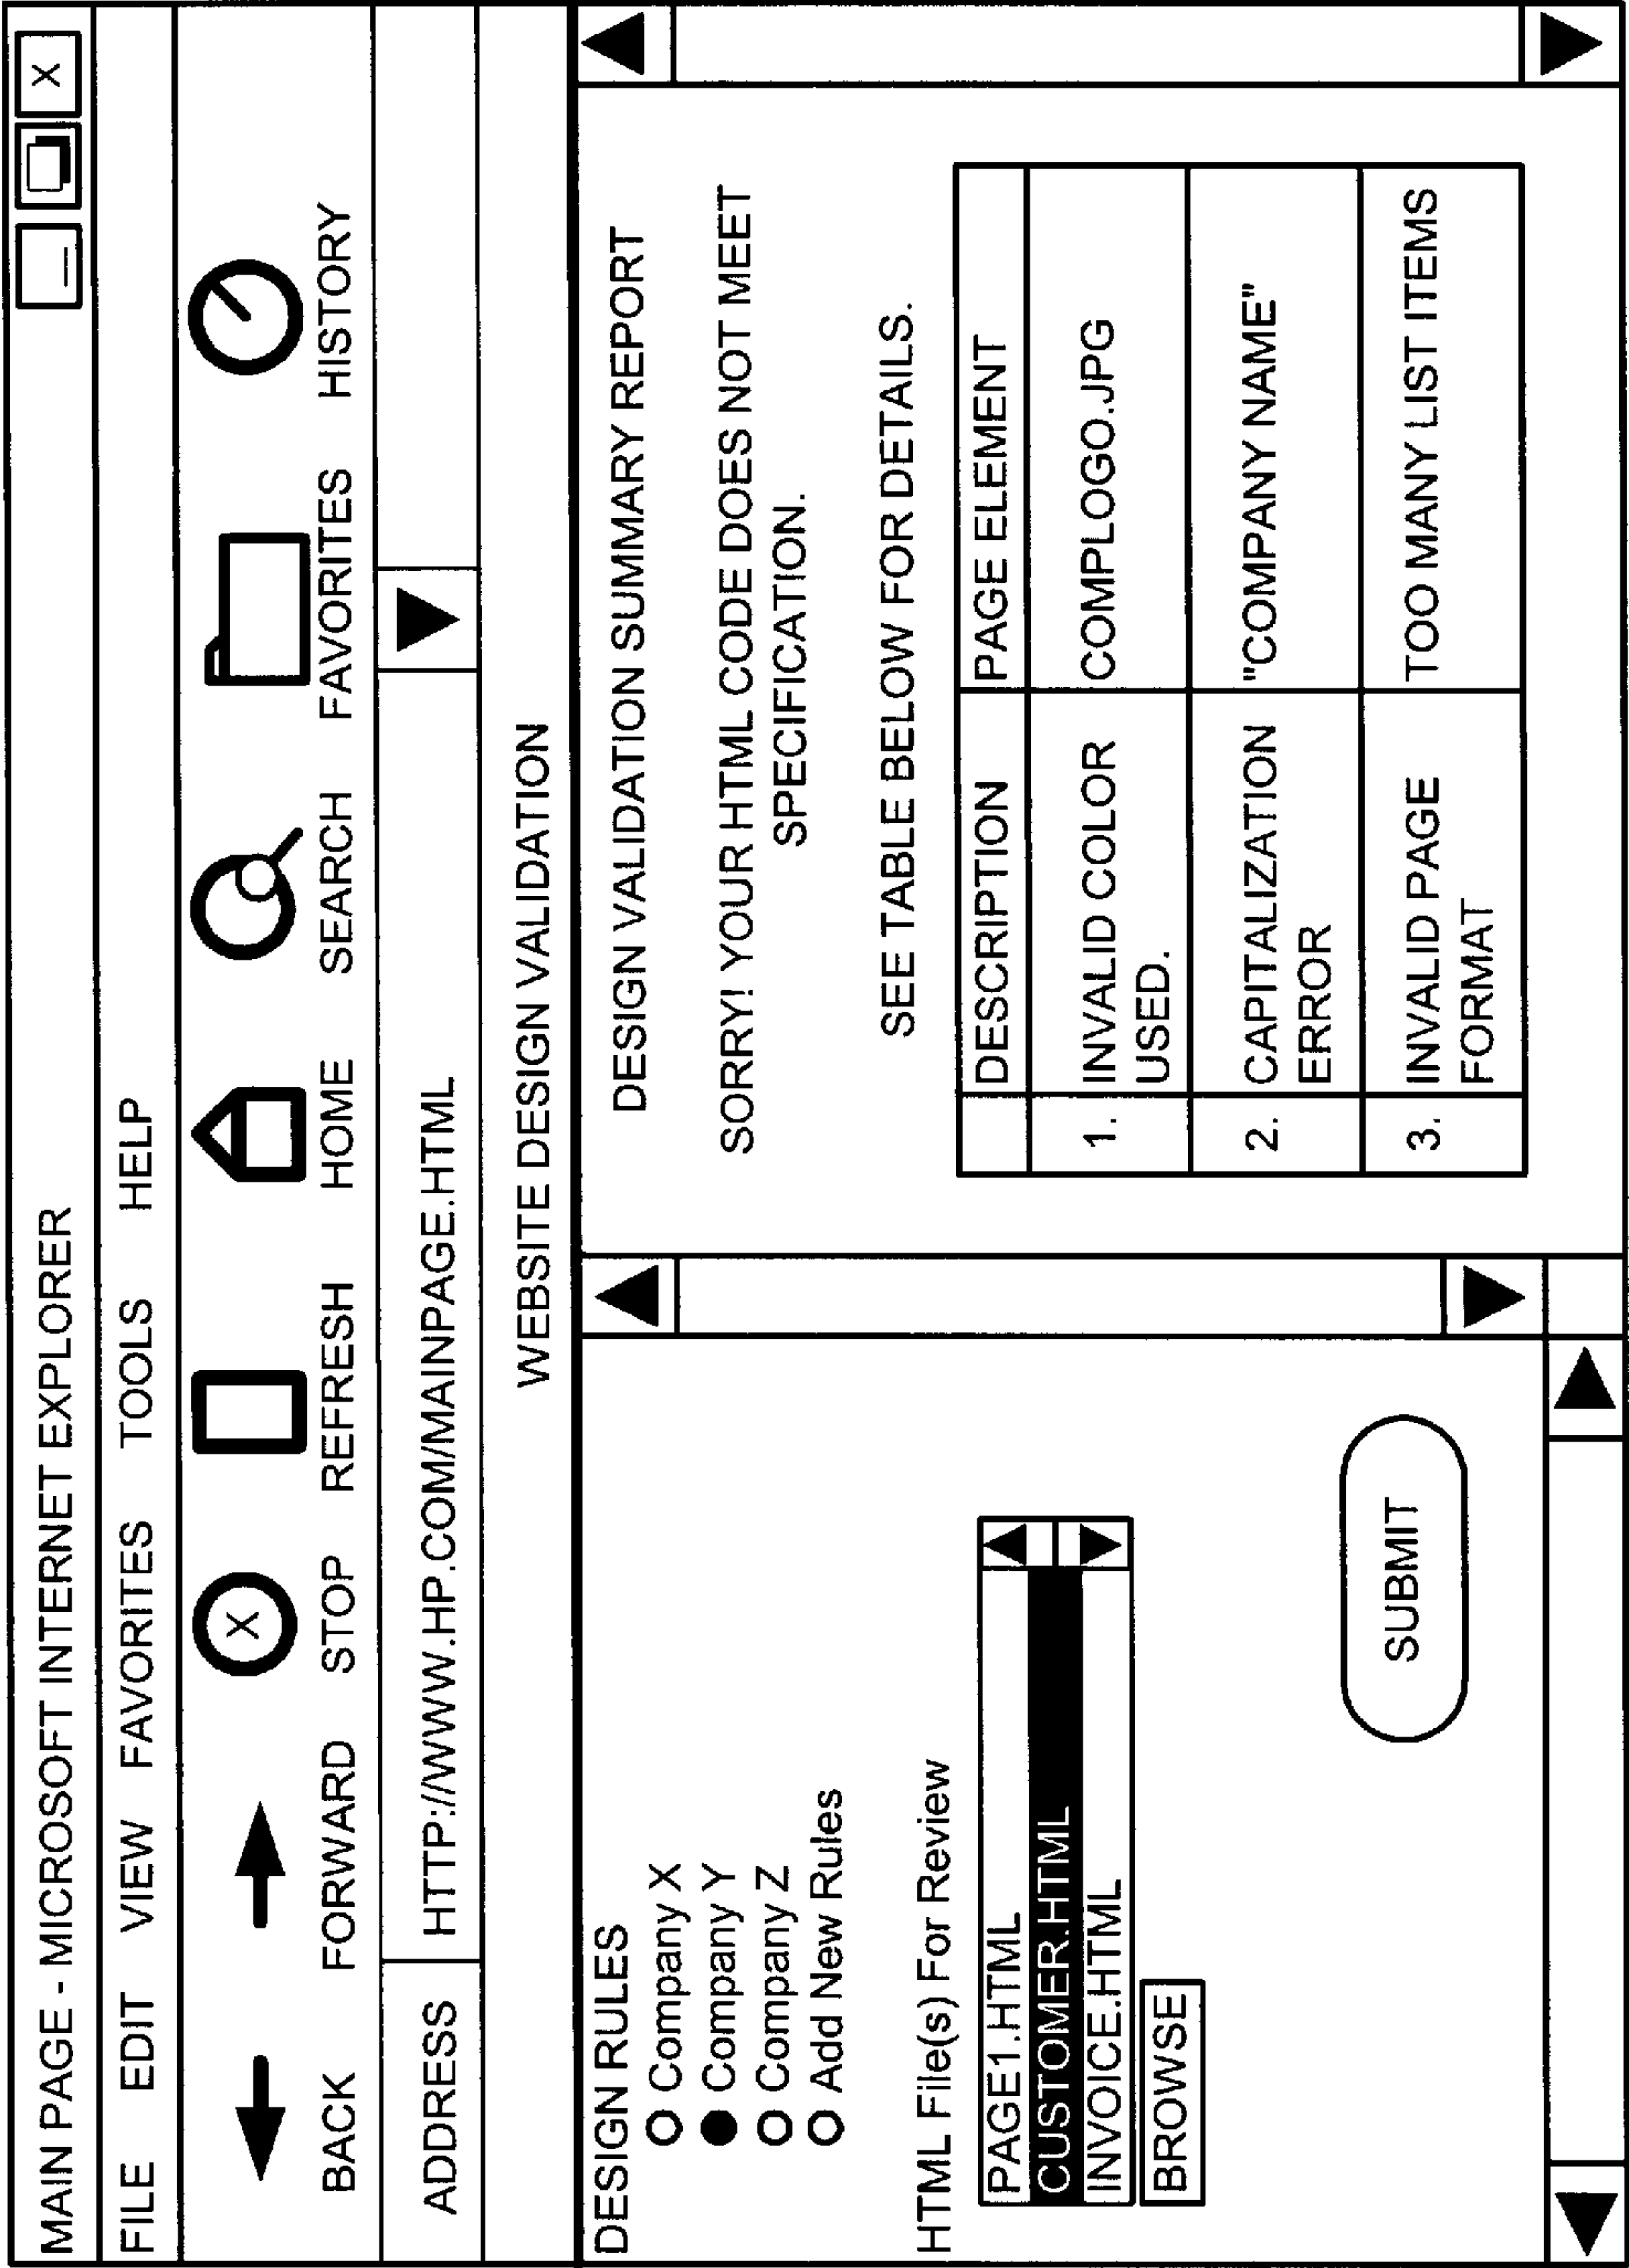 MAIN PAGE - MICROSOFT INTERNET EXPLORER
X
FILE EDIT VIEW FAVORITES TOOLS HELP
X
BACK FORWARD STOP REFRESH HOME SEARCH FAVORITES HISTORY
ADDRESS HTTP://WWW.HP.COM/MAINPAGE.HTML
WEBSITE DESIGN VALIDATION
DESIGN RULES
Company X
Company Y
Company Z
Add New Rules
HTML File(s) For Review
PAGE1.HTML
CUSTOMER.HTML
INVOICE.HTML
BROWSE
SUBMIT
DESIGN VALIDATION SUMMARY REPORT
SORRY! YOUR HTML CODE DOES NOT MEET
SPECIFICATION.
SEE TABLE BELOW FOR DETAILS.
DESCRIPTION PAGE ELEMENT
1. INVALID COLOR COMPLOGO.JPG
USED.
2. CAPITALIZATION "COMPANY NAME"
ERROR
3. INVALID PAGE TOO MANY LIST ITEMS
FORMAT